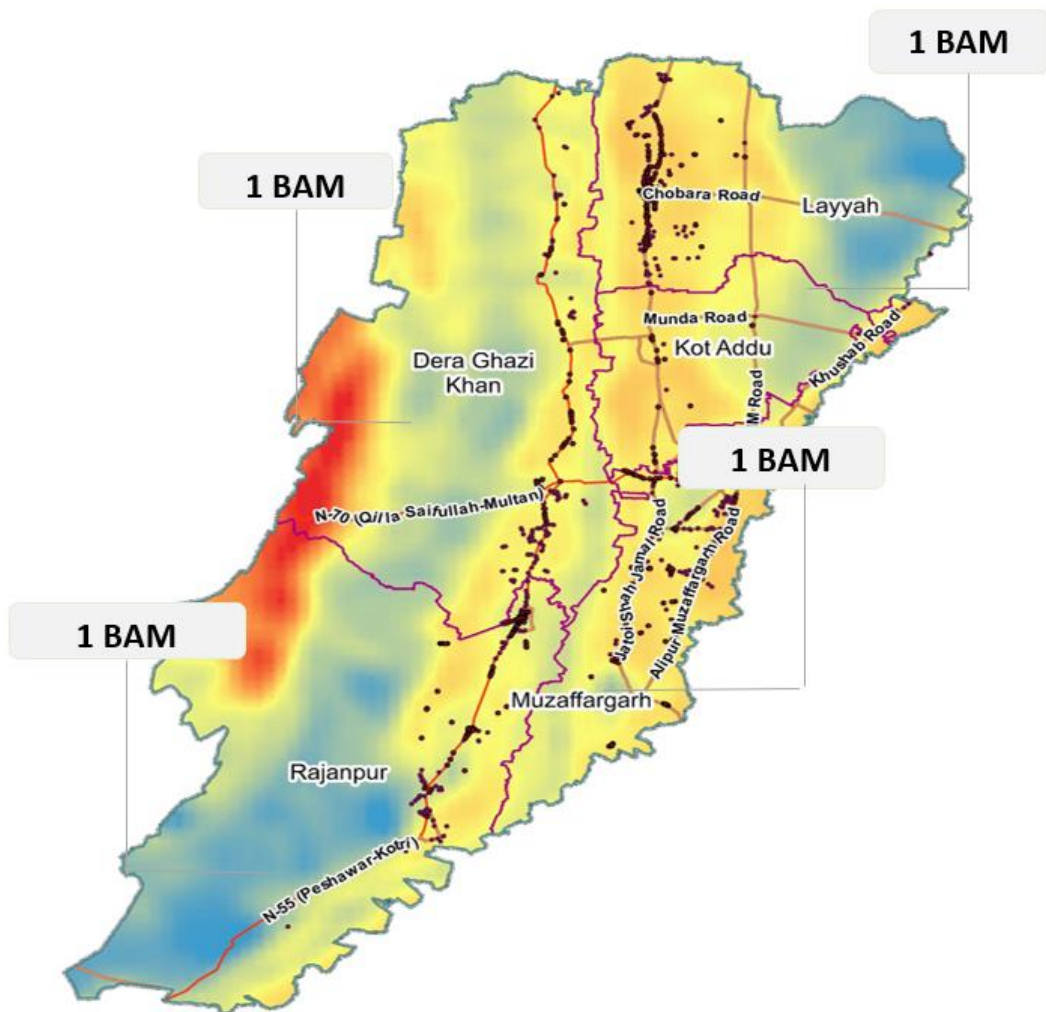 1 BAM
1 BAM
Chobara Road
Layyah
Munda Road
Kot Addu
Khushab Road
Dera Ghazi
Khan
M Road
1 BAM
N-70 (Qilla Saifullah-Multan)
Jatoi Shah Jamal Road
Alipur Muzaffargarh Road
1 BAM
Muzaffargarh
Rajanpur
N-55 (Peshawar-Kotri)